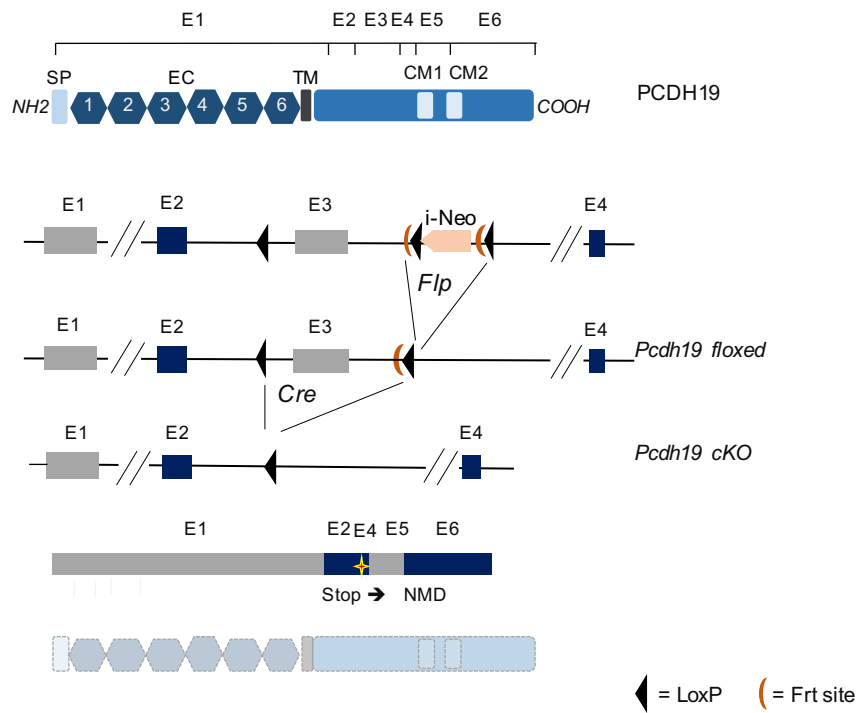 E1 E2 E3 E4 E5 E6
SP EC TM CM1 CM2
NH2 1 2 3 4 5 6 COOH PCDH19
E1 E2 E3 i-Neo E4
Flp
E1 E2 E3 E4
Pcdh19 floxed
Cre
E1 E2 E4
Pcdh19 cKO
E1 E2 E4 E5 E6
Stop ➔ NMD
= LoxP = Frt site